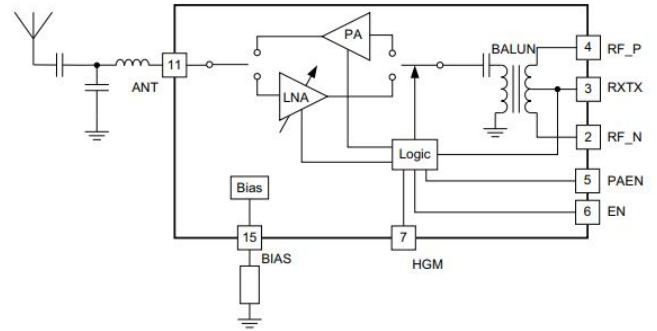 PA
BALUN
4 RF_P
11
3 RXTX
ANT
LNA
2 RF_N
Logic
5 PAEN
Bias
6 EN
15
7
BIAS
HGM